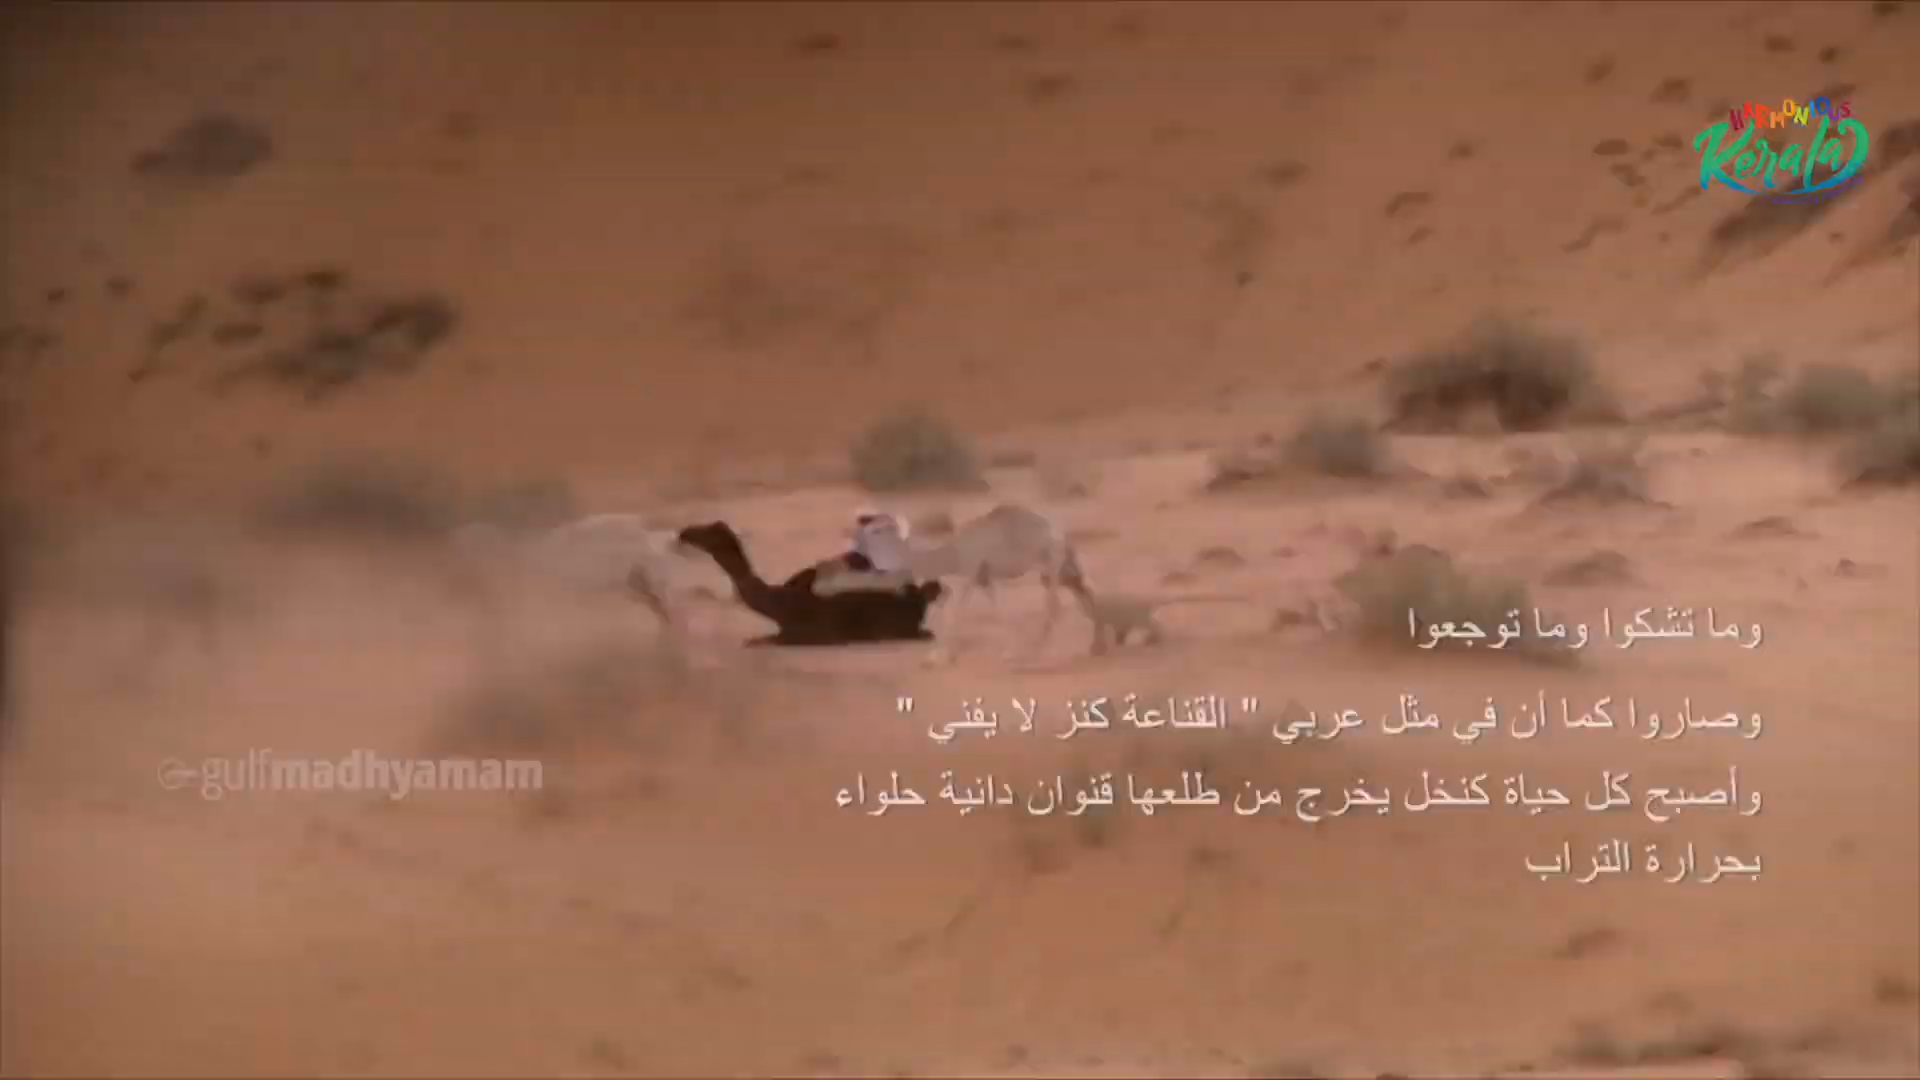 HARMONIOUS
Kerala
وما تشكوا وما توجعوا
وصاروا كما أن في مثل عربي " القناعة كنز لا يفني "
وأصبح كل حياة كنخل يخرج من طلعها قنوان دانية حلواء
بحرارة التراب
gulfmadhyamam